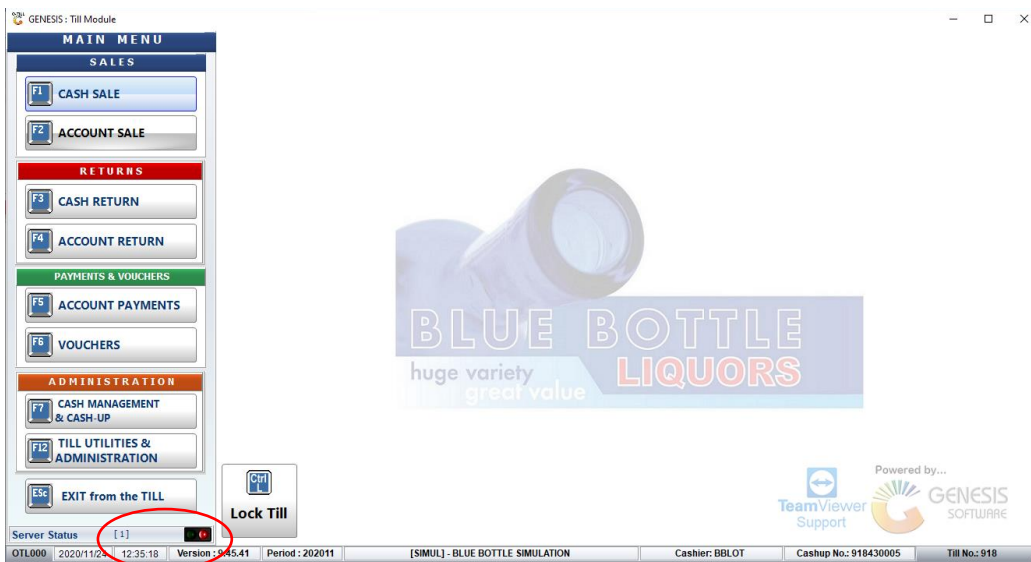 GENESIS : Till Module
MAIN MENU
SALES
F1 CASH SALE
F2 ACCOUNT SALE
RETURNS
F3 CASH RETURN
F4 ACCOUNT RETURN
PAYMENTS & VOUCHERS
F5 ACCOUNT PAYMENTS
F6 VOUCHERS
ADMINISTRATION
F7 CASH MANAGEMENT
& CASH-UP
F12 TILL UTILITIES &
ADMINISTRATION
ESc EXIT from the TILL
Ctrl
L
Lock Till
BLUE BOTTLE
LIQUORS
huge variety
great value
TeamViewer
Support
Powered by...
GENESIS
SOFTWARE
Server Status [1]
OTL000 2020/11/24 12:35:18 Version : 9.45.41 Period : 202011 [SIMUL] - BLUE BOTTLE SIMULATION Cashier: BBLOT Cashup No.: 918430005 Till No.: 918